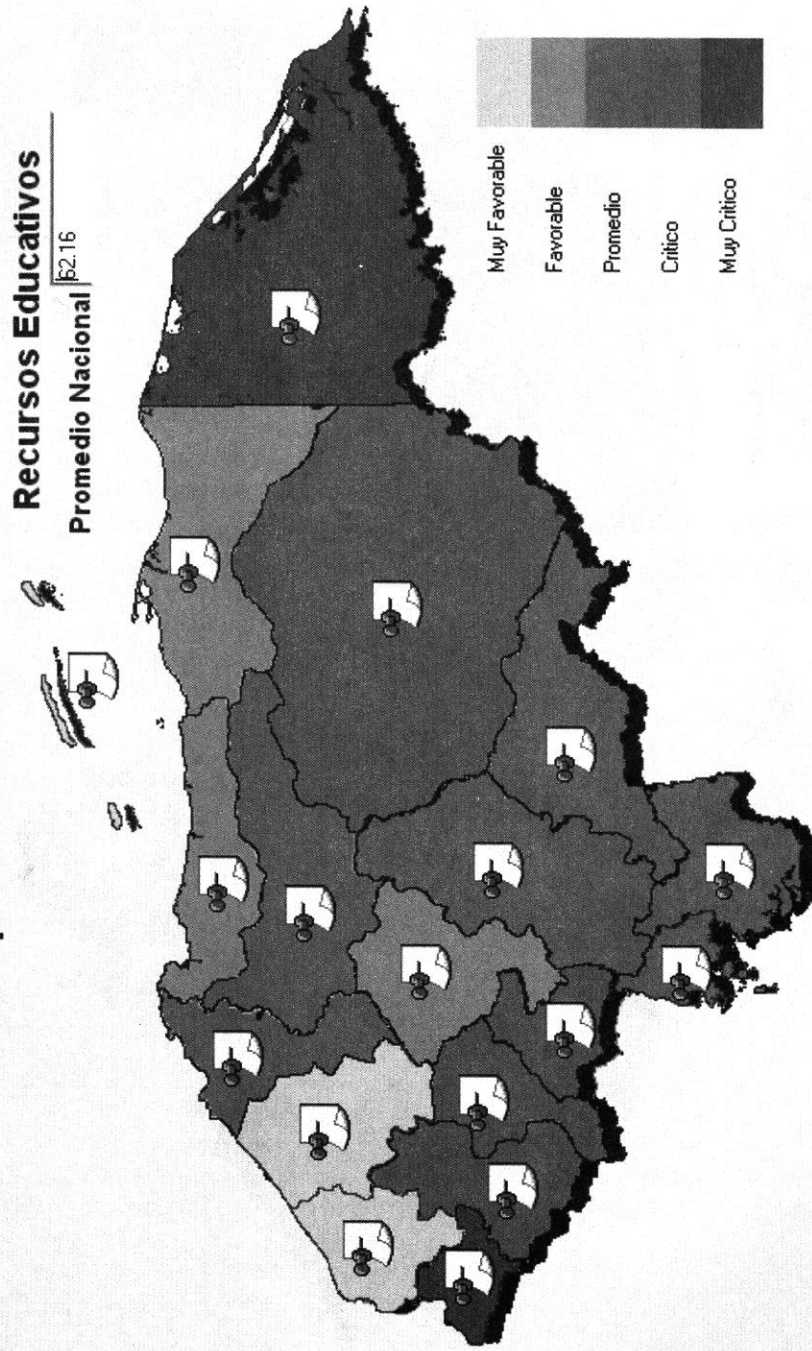 Recursos Educativos
Promedio Nacional 62.16
Muy Favorable
Favorable
Promedio
Critico
Muy Critico